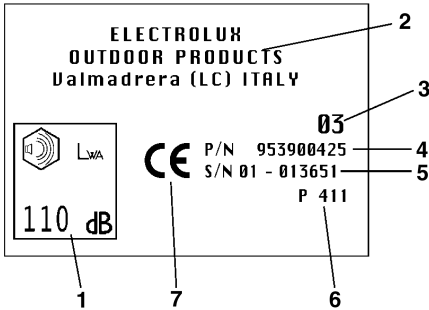 ELECTROLUX
OUTDOOR PRODUCTS
Valmadrera (LC) ITALY
2
03
3
LWA
CE
P/N 953900425
4
S/N 01 - 013651
5
P 411
110 dB
1
7
6